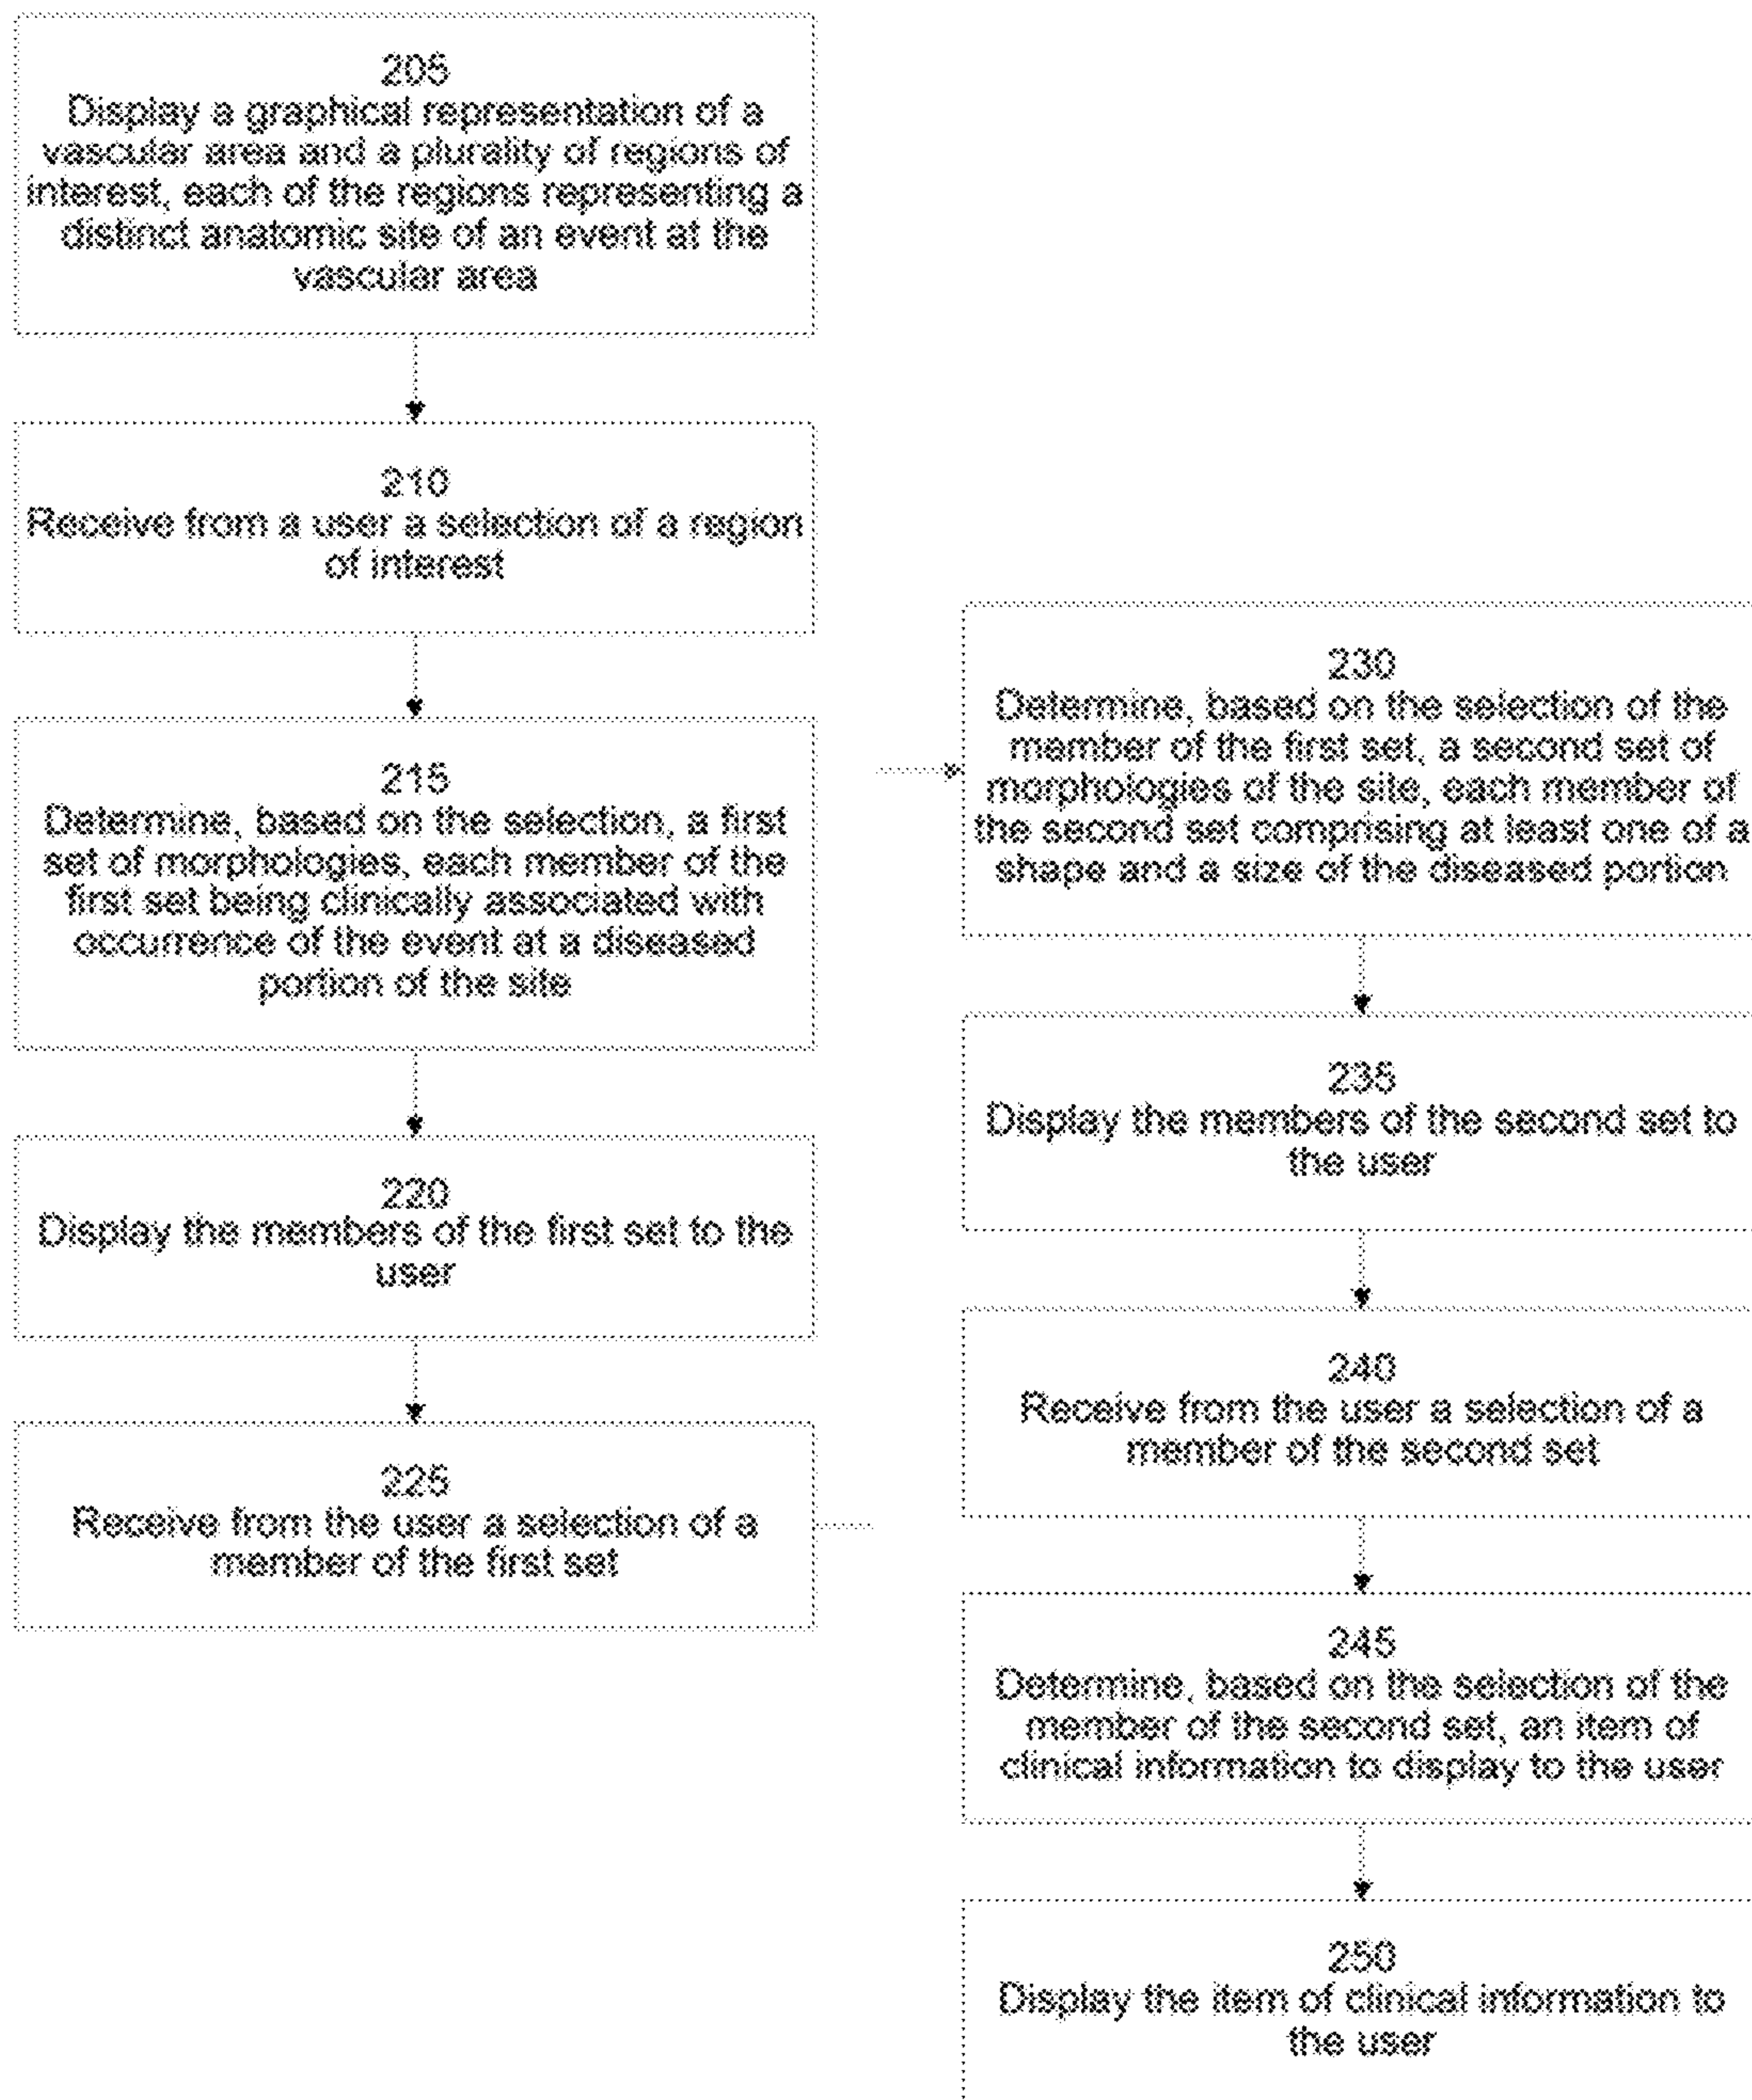 205
Display a graphical representation of a
vascular area and a plurality of regions of
interest, each of the regions representing a
distinct anatomic site of an event at the
vascular area
210
Receive from a user a selection of a region
of interest
215
Determine, based on the selection, a first
set of morphologies, each member of the
first set being clinically associated with
occurrence of the event at a diseased
portion of the site
220
Display the members of the first set to the
user
225
Receive from the user a selection of a
member of the first set
230
Determine, based on the selection of the
member of the first set, a second set of
morphologies of the site, each member of
the second set comprising at least one of a
shape and a size of the diseased portion
235
Display the members of the second set to
the user
240
Receive from the user a selection of a
member of the second set
245
Determine, based on the selection of the
member of the second set, an item of
clinical information to display to the user
250
Display the item of clinical information to
the user